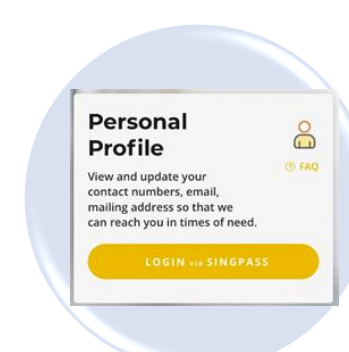 Personal
Profile
FAQ
View and update your
contact numbers, email,
mailing address so that we
can reach you in times of need.
LOGIN via SINGPASS